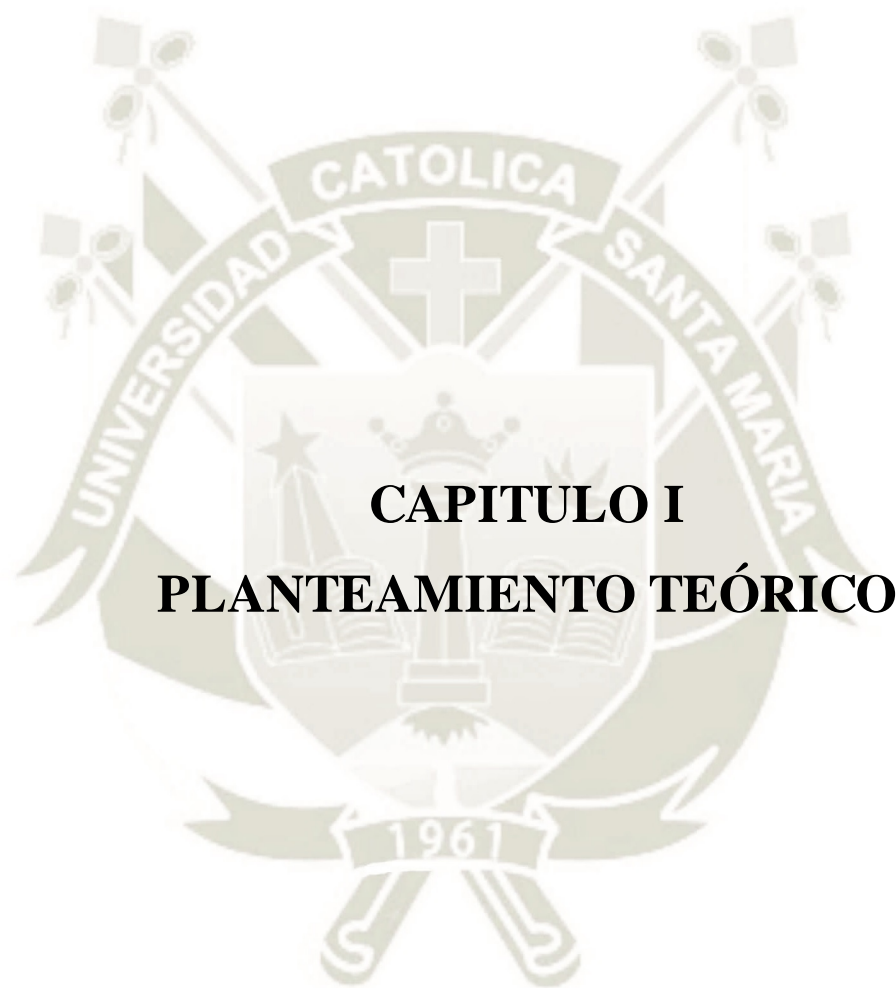 CATOLICA
UNIVERSIDAD
SANTA MARIA
CAPITULO I
PLANTEAMIENTO TEÓRICO
1961